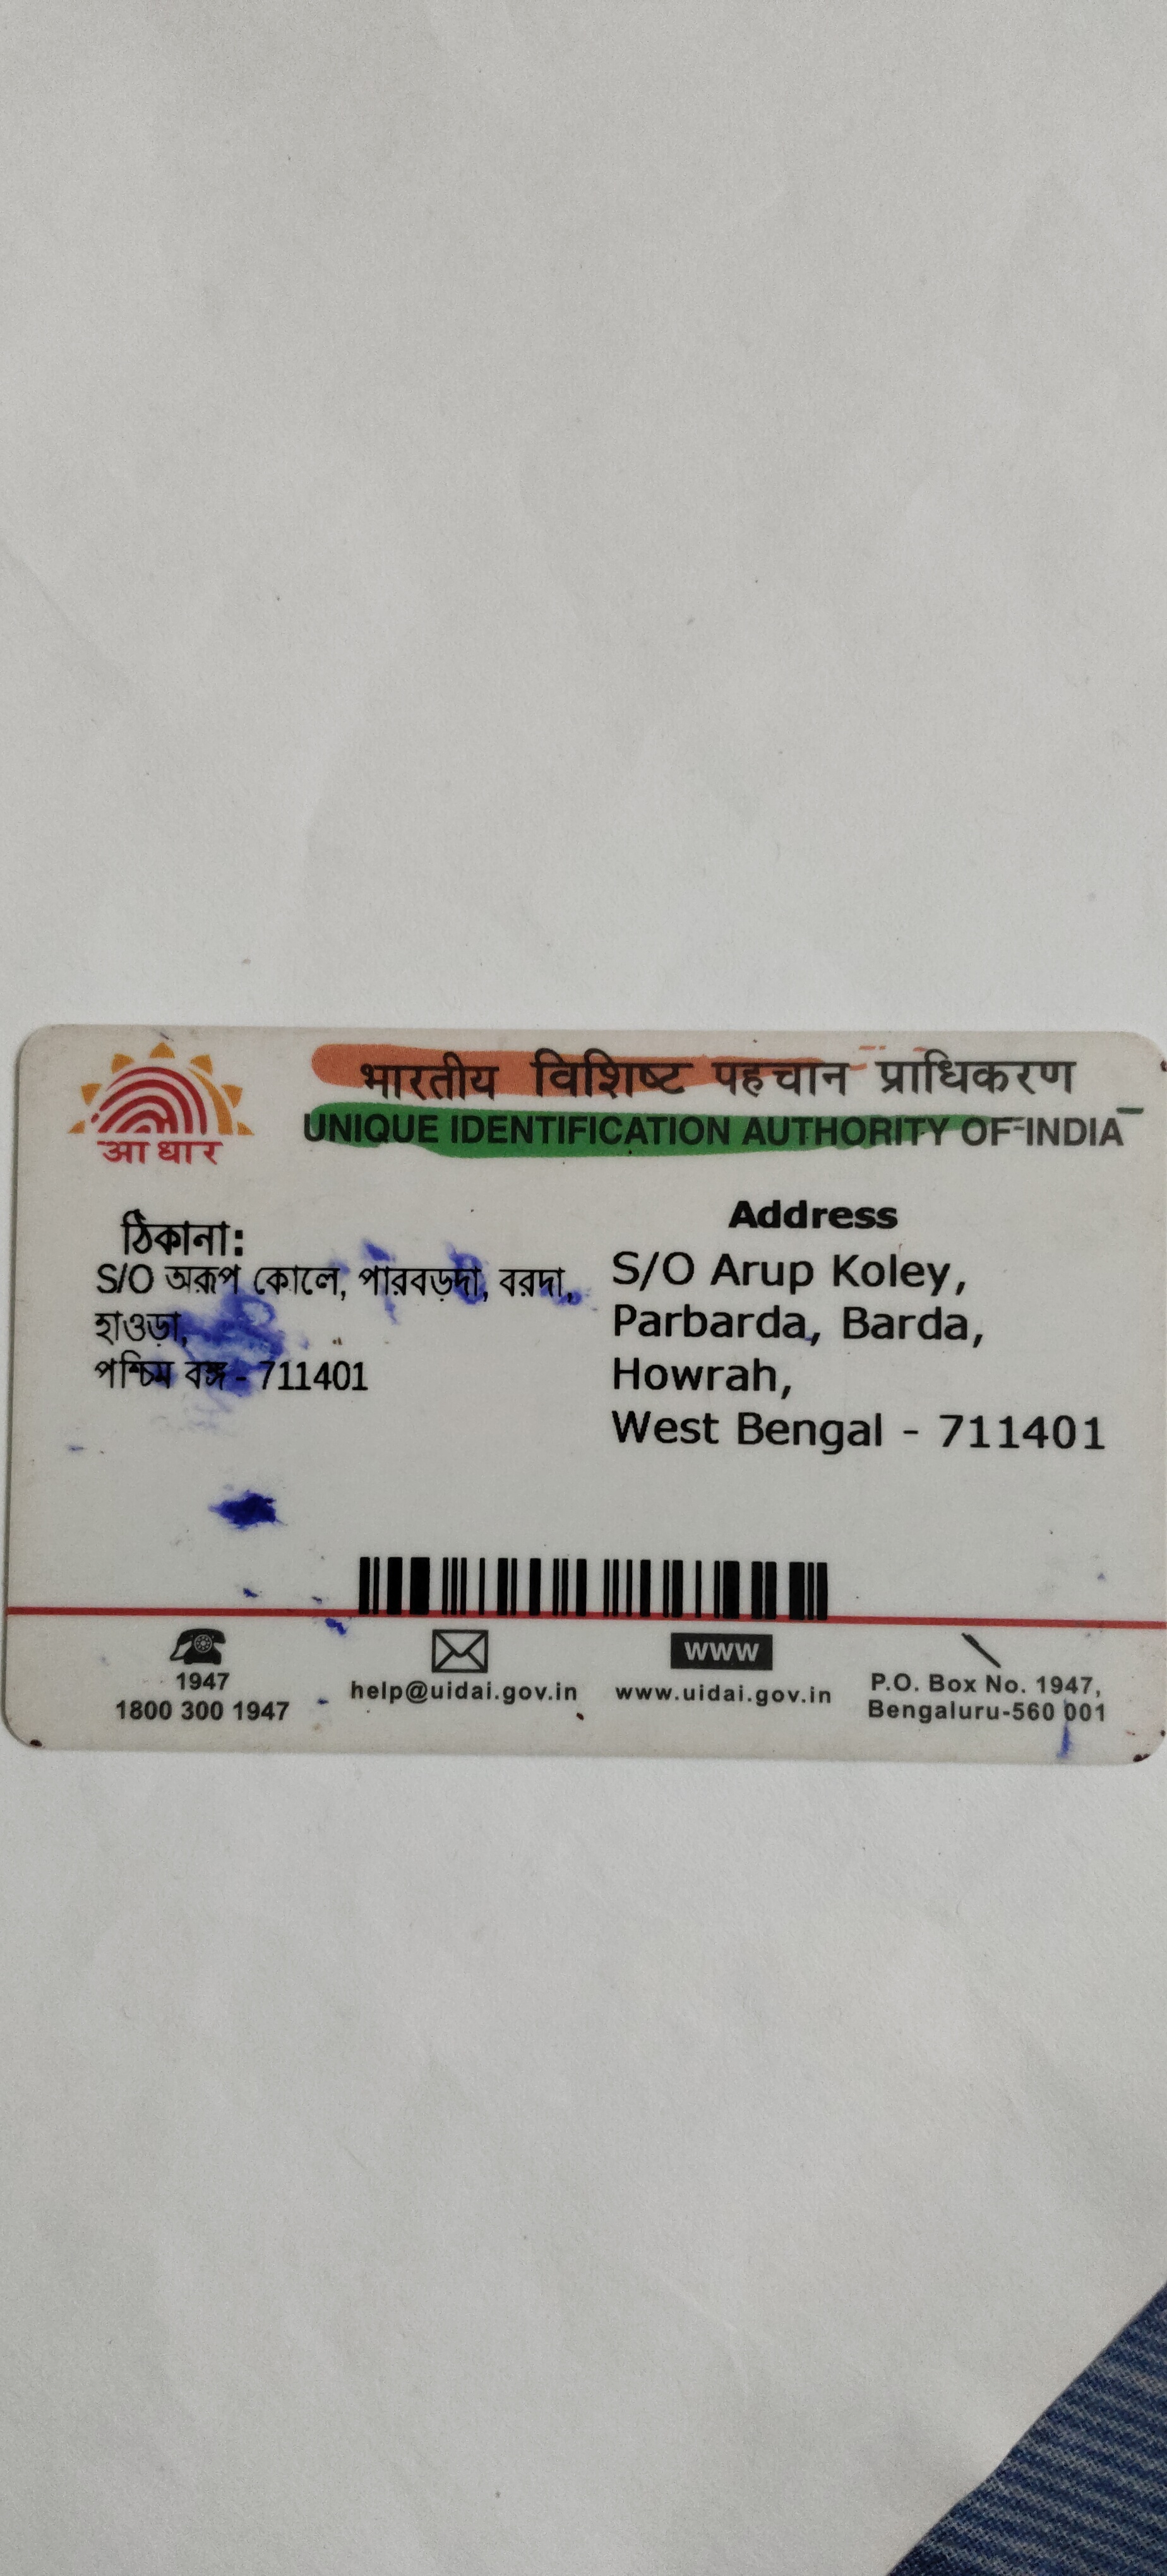 भारतीय विशिष्ट पहचान प्राधिकरण
UNIQUE IDENTIFICATION AUTHORITY OF INDIA
आधार
ঠিকানা:
S/O অরূপ কোলে, পারবড়দা, বরদা,
হাওড়া,
পশ্চিম বঙ্গ - 711401
Address
S/O Arup Koley,
Parbarda, Barda,
Howrah,
West Bengal - 711401
1947
1800 300 1947
help@uidai.gov.in
www
www.uidai.gov.in
P.O. Box No. 1947,
Bengaluru-560 001